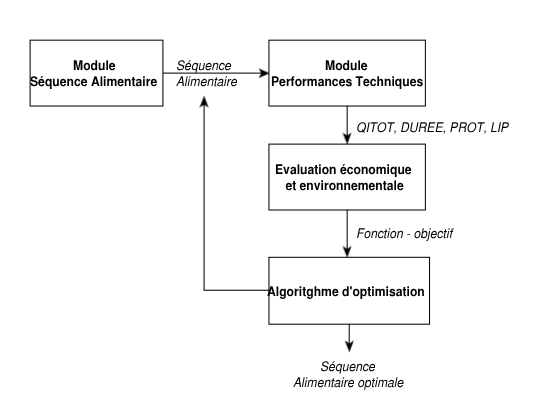 Module
Séquence Alimentaire
Séquence
Alimentaire
Module
Performances Techniques
QITOT, DUREE, PROT, LIP
Evaluation économique
et environnementale
Fonction - objectif
Algoritghme d'optimisation
Séquence
Alimentaire optimale